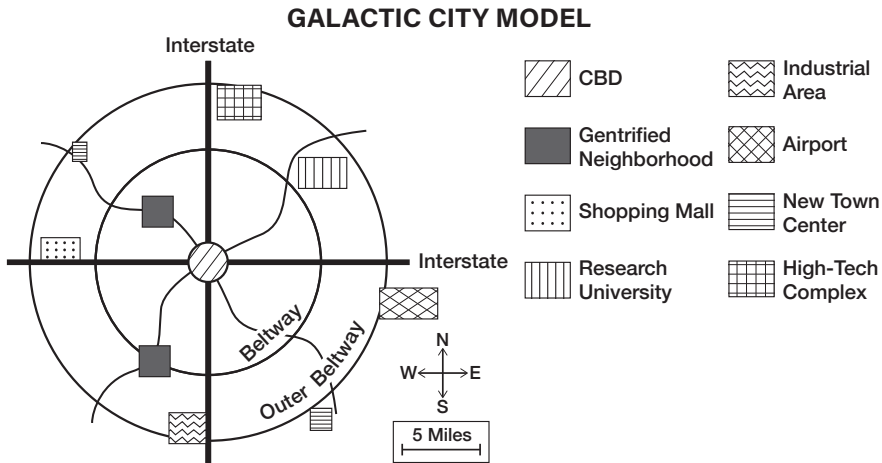 GALACTIC CITY MODEL
Interstate
Interstate
Beltway
Outer Beltway
N
W
E
S
5 Miles
CBD
Gentrified
Neighborhood
Shopping Mall
Research
University
Industrial
Area
Airport
New Town
Center
High-Tech
Complex